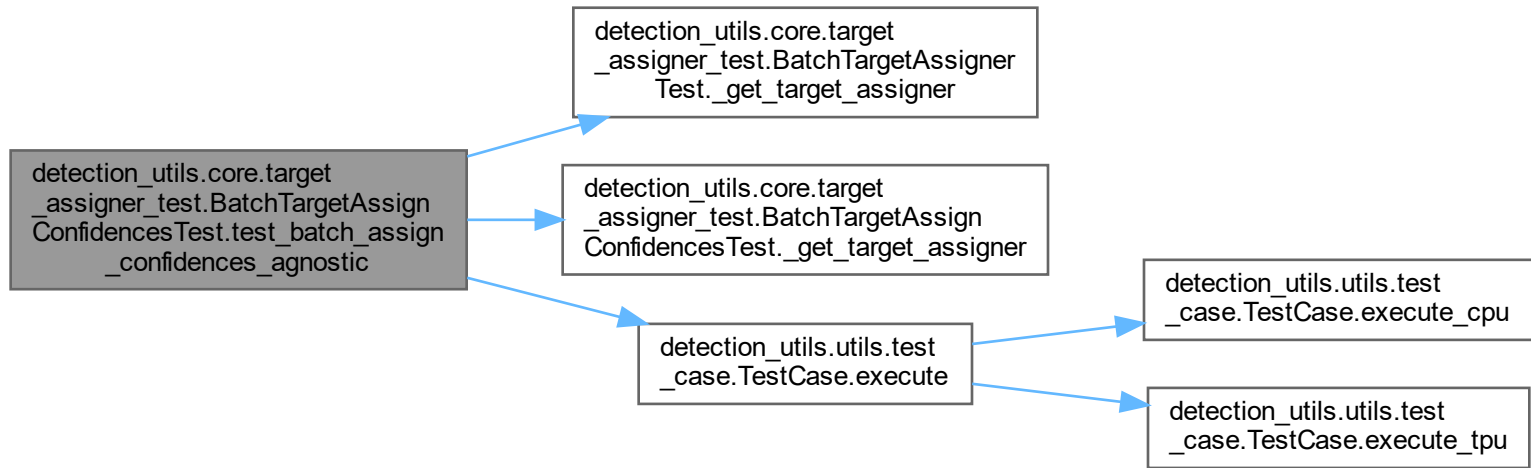 detection_utils.core.target
_assigner_test.BatchTargetAssigner
Test._get_target_assigner
detection_utils.core.target
_assigner_test.BatchTargetAssign
ConfidencesTest.test_batch_assign
_confidences_agnostic
detection_utils.core.target
_assigner_test.BatchTargetAssign
ConfidencesTest._get_target_assigner
detection_utils.utils.test
_case.TestCase.execute
detection_utils.utils.test
_case.TestCase.execute_cpu
detection_utils.utils.test
_case.TestCase.execute_tpu